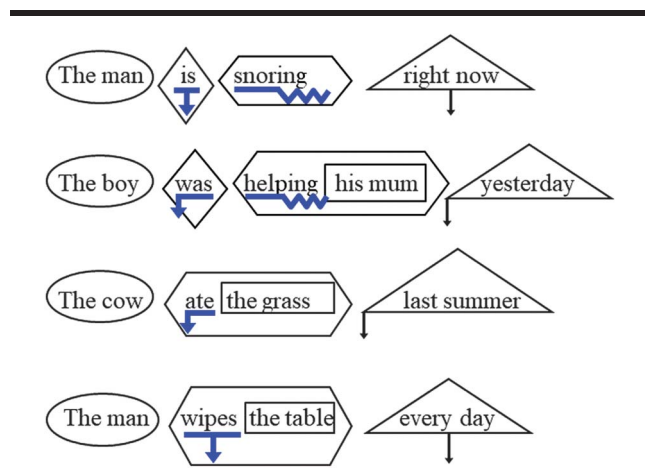 The man is snoring right now
The boy was helping his mum yesterday
The cow ate the grass last summer
The man wipes the table every day